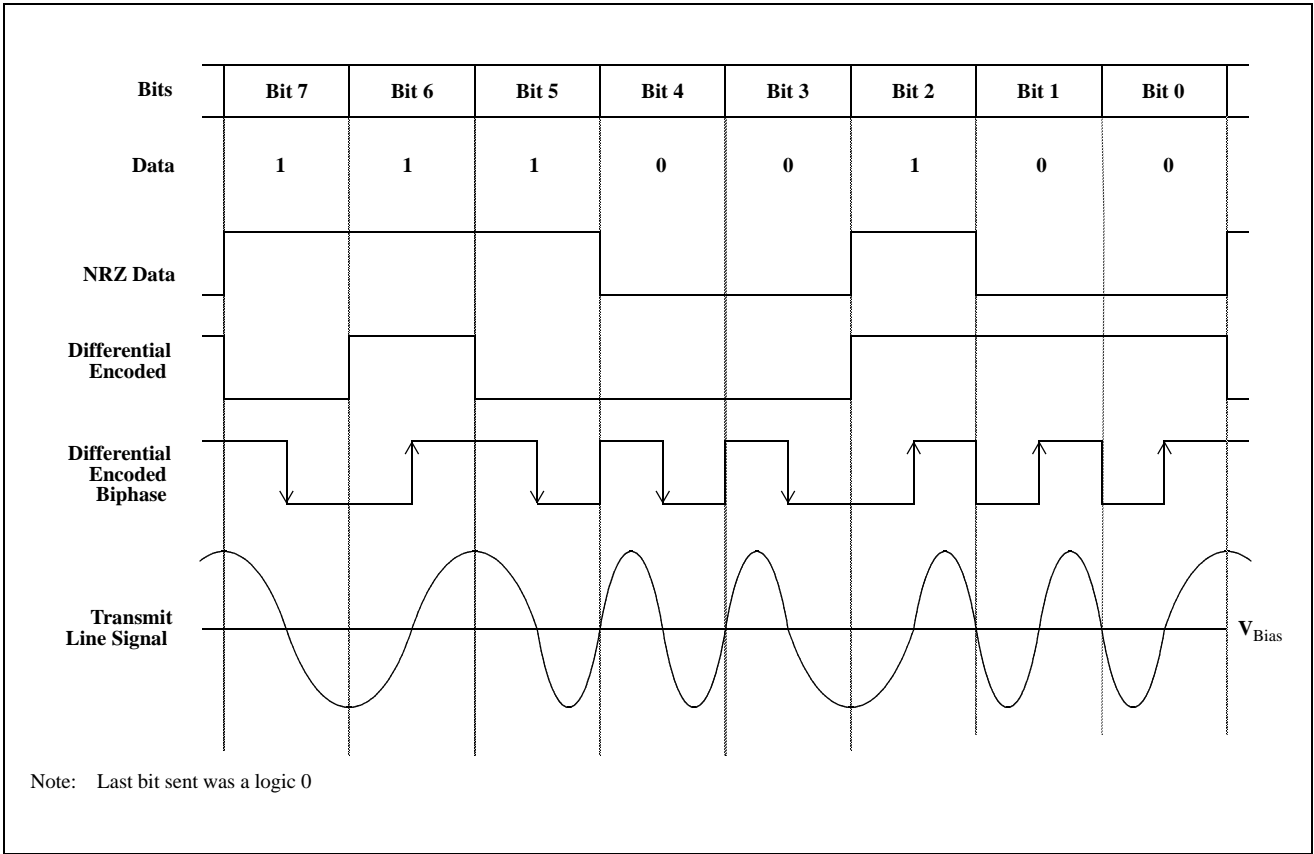 Bits Bit 7 Bit 6 Bit 5 Bit 4 Bit 3 Bit 2 Bit 1 Bit 0
Data 1 1 1 0 0 1 0 0
NRZ Data
Differential
Encoded
Differential
Encoded
Biphase
Transmit
Line Signal
VBias
Note: Last bit sent was a logic 0